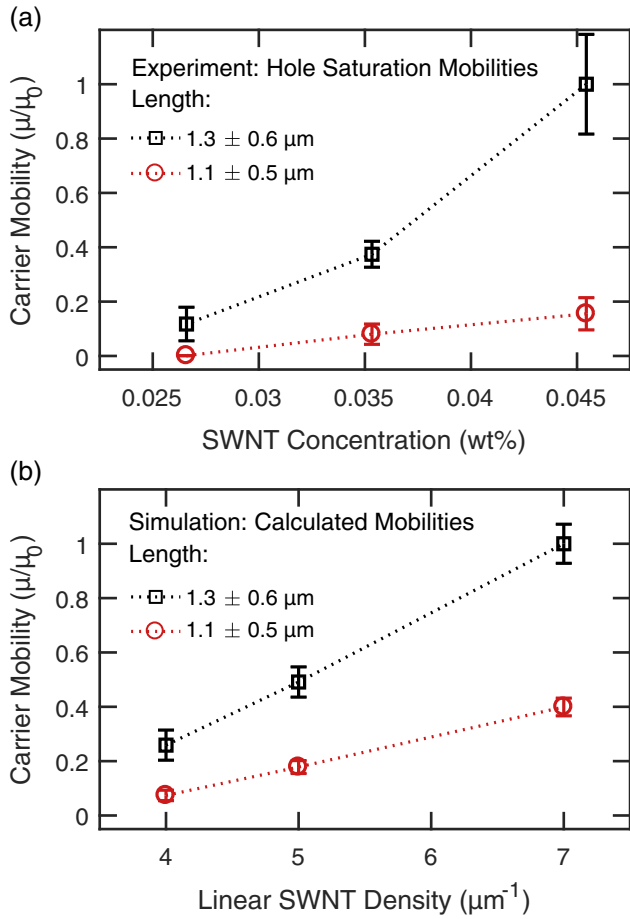 (a)
Experiment: Hole Saturation Mobilities
Length:
1.3 ± 0.6 µm
1.1 ± 0.5 µm
Carrier Mobility (µ/µ₀)
1
0.8
0.6
0.4
0.2
0
0.025
0.03
0.035
0.04
0.045
SWNT Concentration (wt%)
(b)
Simulation: Calculated Mobilities
Length:
1.3 ± 0.6 µm
1.1 ± 0.5 µm
Carrier Mobility (µ/µ₀)
1
0.8
0.6
0.4
0.2
0
4
5
6
7
Linear SWNT Density (µm⁻¹)